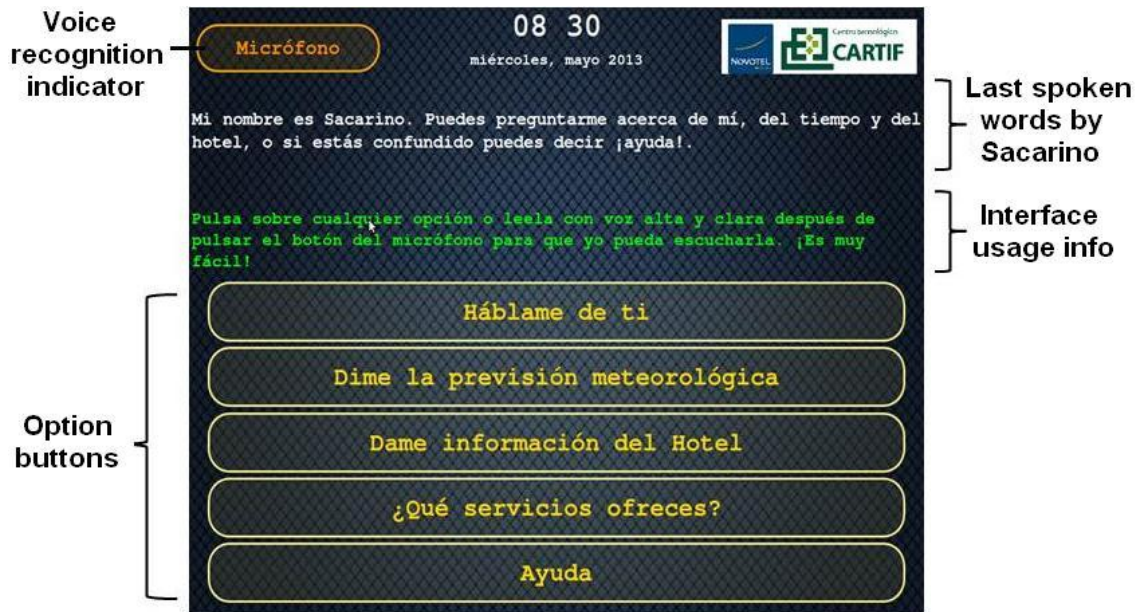 Voice
recognition
indicator
Micrófono
08 30
miércoles, mayo 2013
NOVOTEL
Centro tecnológico
CARTIF
Mi nombre es Sacarino. Puedes preguntarme acerca de mí, del tiempo y del
hotel, o si estás confundido puedes decir ¡ayuda!.
Last spoken
words by
Sacarino
Pulsa sobre cualquier opción o leela con voz alta y clara después de
pulsar el botón del micrófono para que yo pueda escucharla. ¡Es muy
fácil!
Interface
usage info
Option
buttons
Háblame de ti
Dime la previsión meteorológica
Dame información del Hotel
¿Qué servicios ofreces?
Ayuda